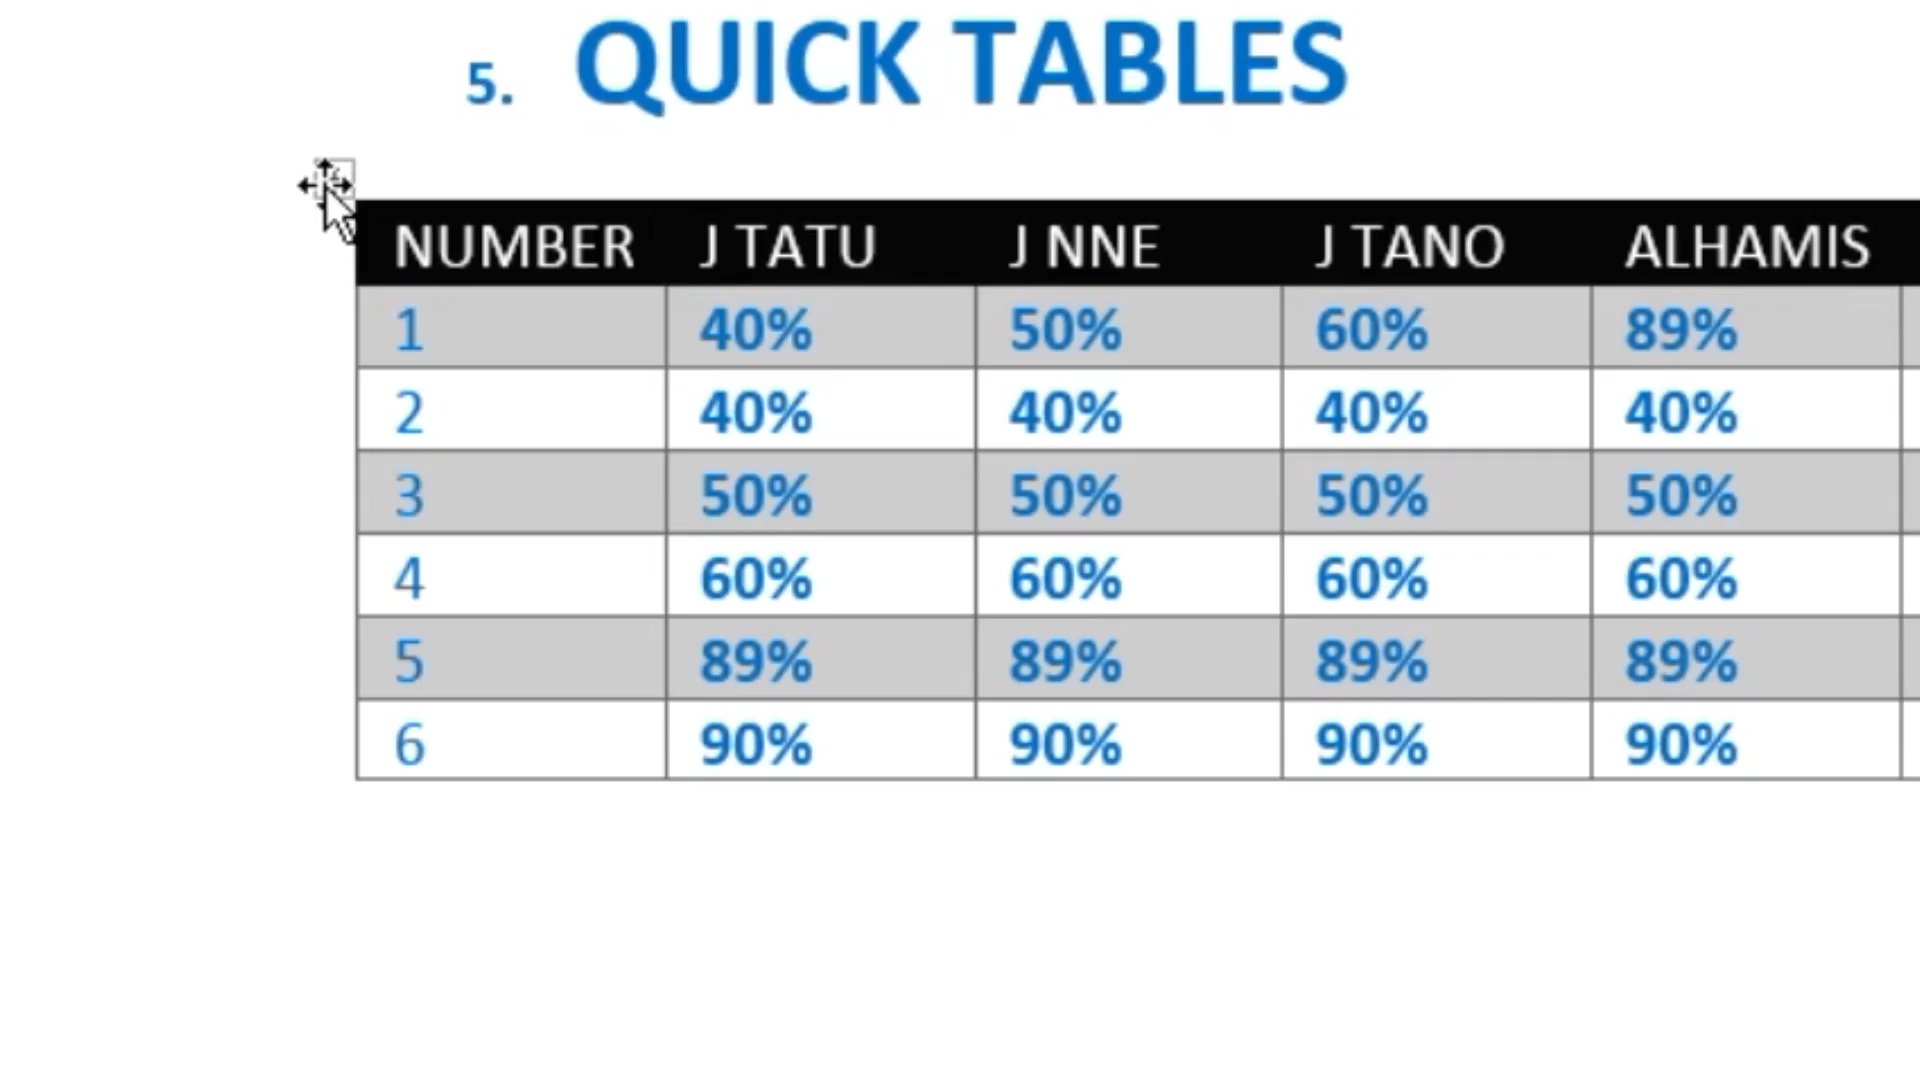 5. QUICK TABLES
NUMBER J TATU J NNE J TANO ALHAMIS
1 40% 50% 60% 89%
2 40% 40% 40% 40%
3 50% 50% 50% 50%
4 60% 60% 60% 60%
5 89% 89% 89% 89%
6 90% 90% 90% 90%